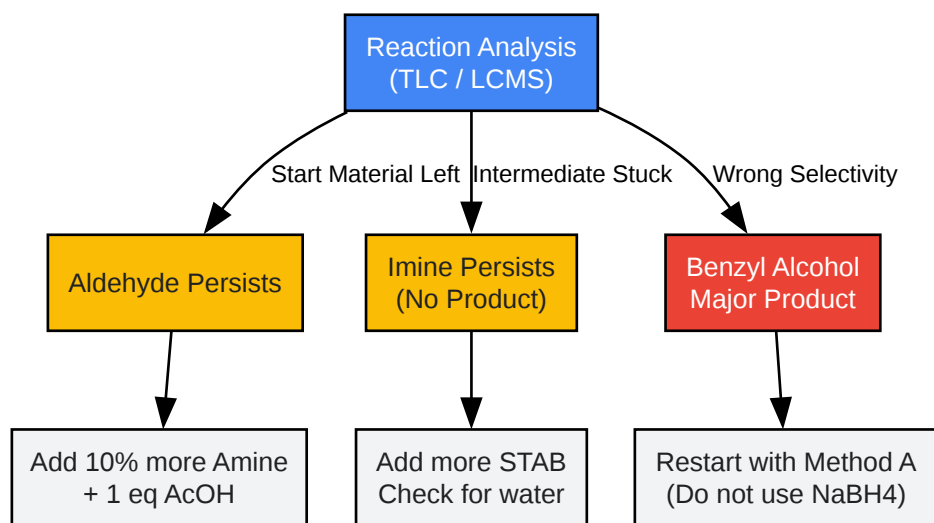 Reaction Analysis
(TLC / LCMS)
Start Material Left
Intermediate Stuck
Wrong Selectivity
Aldehyde Persists
Imine Persists
(No Product)
Benzyl Alcohol
Major Product
Add 10% more Amine
+ 1 eq AcOH
Add more STAB
Check for water
Restart with Method A
(Do not use NaBH4)